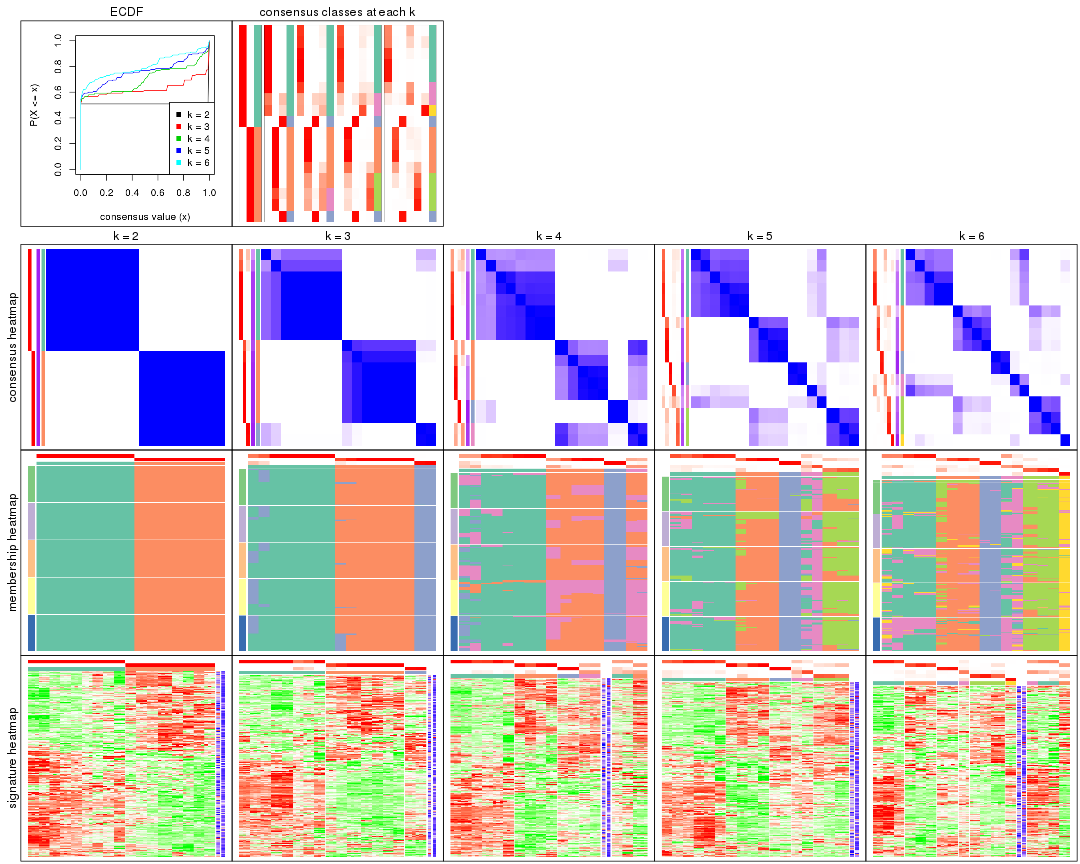 ECDF
consensus classes at each k
P(X <= x)
1.0
0.8
0.6
0.4
0.2
0.0
k = 2
k = 3
k = 4
k = 5
k = 6
0.0 0.2 0.4 0.6 0.8 1.0
consensus value (x)
k = 2
k = 3
k = 4
k = 5
k = 6
consensus heatmap
membership heatmap
signature heatmap